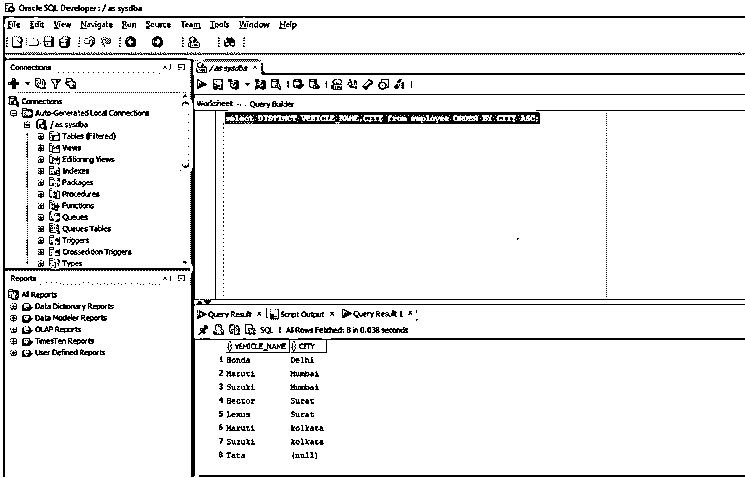 Oracle SQL Developer : / as sysdba
File Edit View Navigate Run Source Team Tools Window Help
Connections
Connections
Auto-Generated Local Connections
/ as sysdba
Tables (Filtered)
Views
Editioning Views
Indexes
Packages
Procedures
Functions
Queues
Queues Tables
Triggers
Crossedition Triggers
Types
Reports
All Reports
Data Dictionary Reports
Data Modeler Reports
OLAP Reports
TimesTen Reports
User Defined Reports
/ as sysdba
Worksheet Query Builder
select DISTINCT VEHICLE_NAME,CITY from employee ORDER BY CITY ASC;
Query Result Script Output Query Result 1
SQL | All Rows Fetched: 8 in 0.038 seconds
VEHICLE_NAME CITY
1 Honda Delhi
2 Maruti Mumbai
3 Suzuki Mumbai
4 Hector Surat
5 Lexus Surat
6 Maruti kolkata
7 Suzuki kolkata
8 Tata (null)